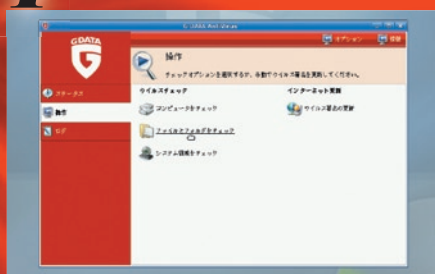 G DATA AntiVirus
GDATA
オプション
操作
チェックオプションを選択するか、手動でウイルス署名を更新してください。
ステータス
操作
ログ
ウイルスチェック
インターネット更新
コンピュータをチェック
ウイルス署名の更新
ファイルとフォルダをチェック
システム領域をチェック